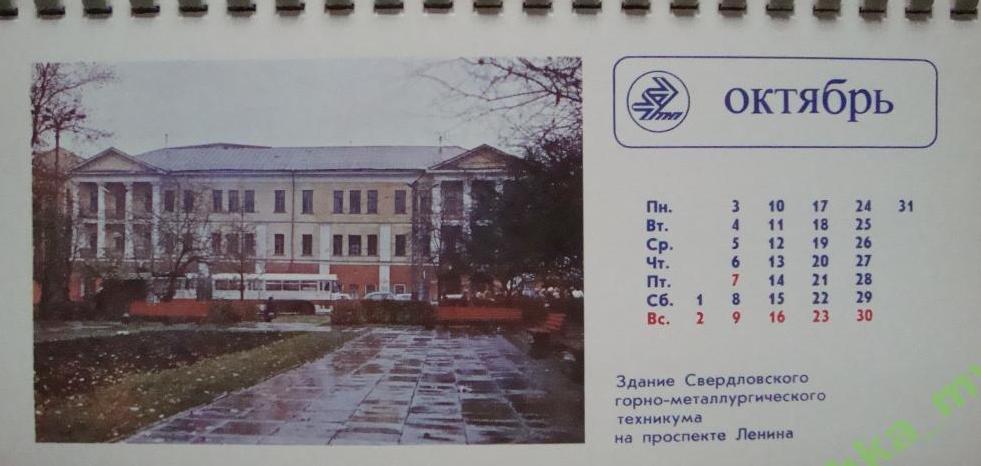 октябрь
Пн. 3 10 17 24 31
Вт. 4 11 18 25
Ср. 5 12 19 26
Чт. 6 13 20 27
Пт. 7 14 21 28
Сб. 1 8 15 22 29
Вс. 2 9 16 23 30
Здание Свердловского
горно-металлургического
техникума
на проспекте Ленина